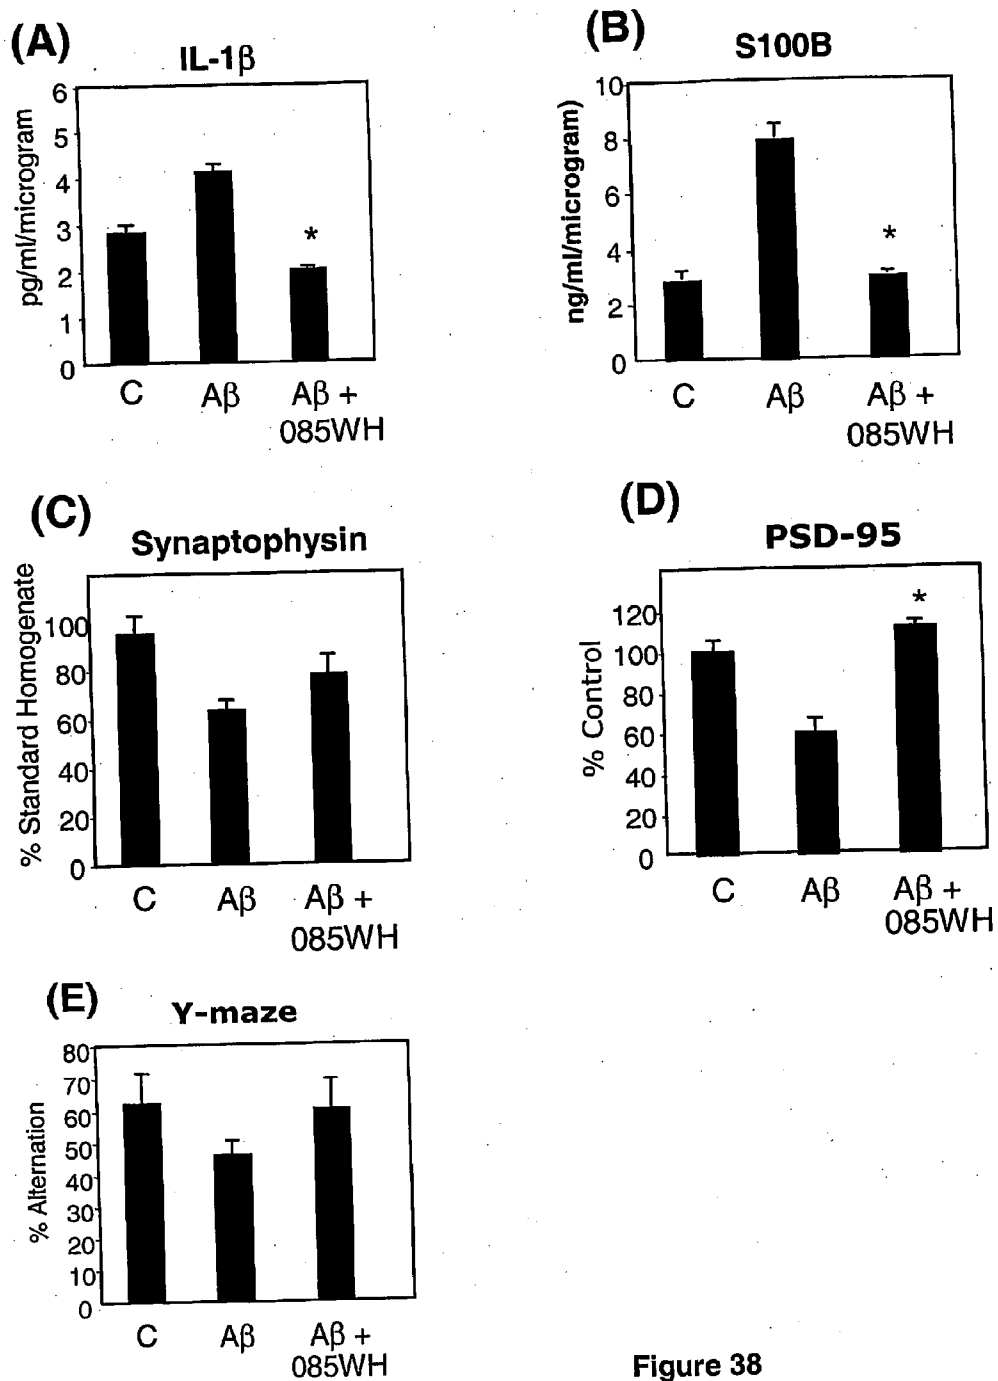 (A)
IL-1β
pg/ml/microgram
6
5
4
3
2
1
0
*
C
Aβ
Aβ +
085WH
(B)
S100B
ng/ml/microgram)
10
8
6
4
2
0
*
C
Aβ
Aβ +
085WH
(C)
Synaptophysin
% Standard Homogenate
100
80
60
40
20
0
C
Aβ
Aβ +
085WH
(D)
PSD-95
% Control
120
100
80
60
40
20
0
*
C
Aβ
Aβ +
085WH
(E)
Y-maze
% Alternation
80
70
60
50
40
30
20
10
0
C
Aβ
Aβ +
085WH
Figure 38